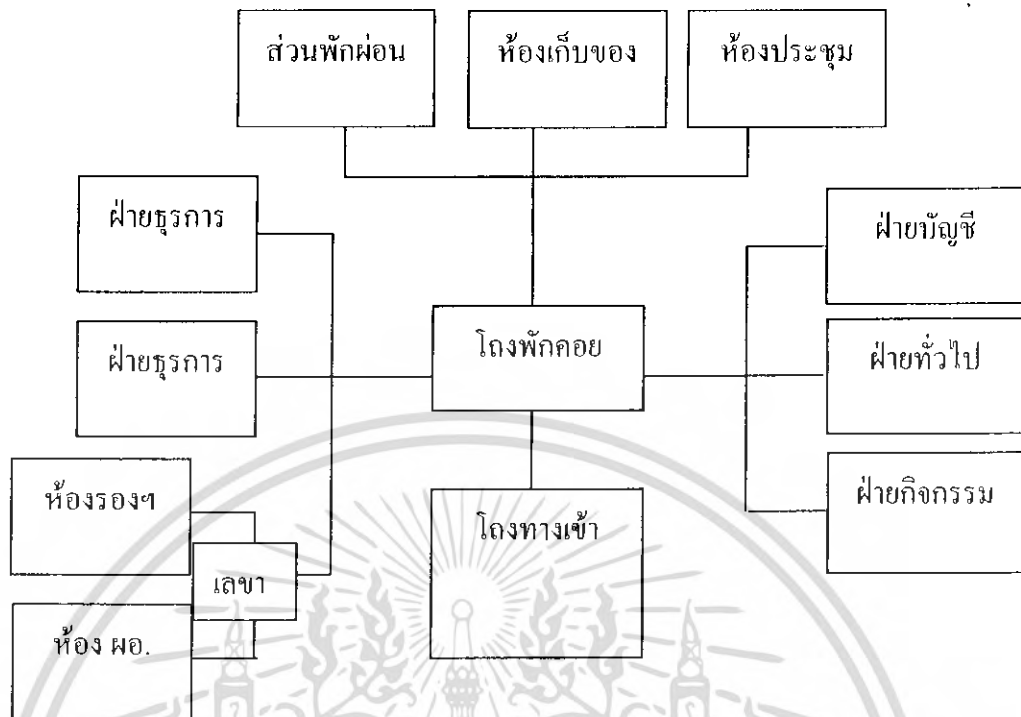 ส่วนพักผ่อน
ห้องเก็บของ
ห้องประชุม
ฝ่ายธุรการ
ฝ่ายบัญชี
ฝ่ายธุรการ
โถงพักคอย
ฝ่ายทั่วไป
ห้องรองฯ
โถงทางเข้า
ฝ่ายกิจกรรม
เลขา
ห้อง ผอ.